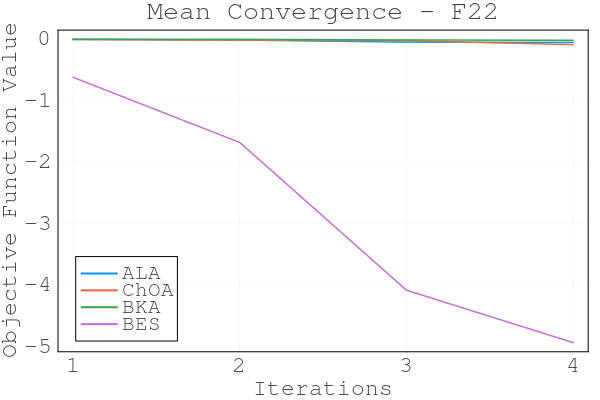 Mean Convergence - F22
Objective Function Value
0
-1
-2
-3
-4
-5
ALA
ChOA
BKA
BES
1 2 3 4
Iterations